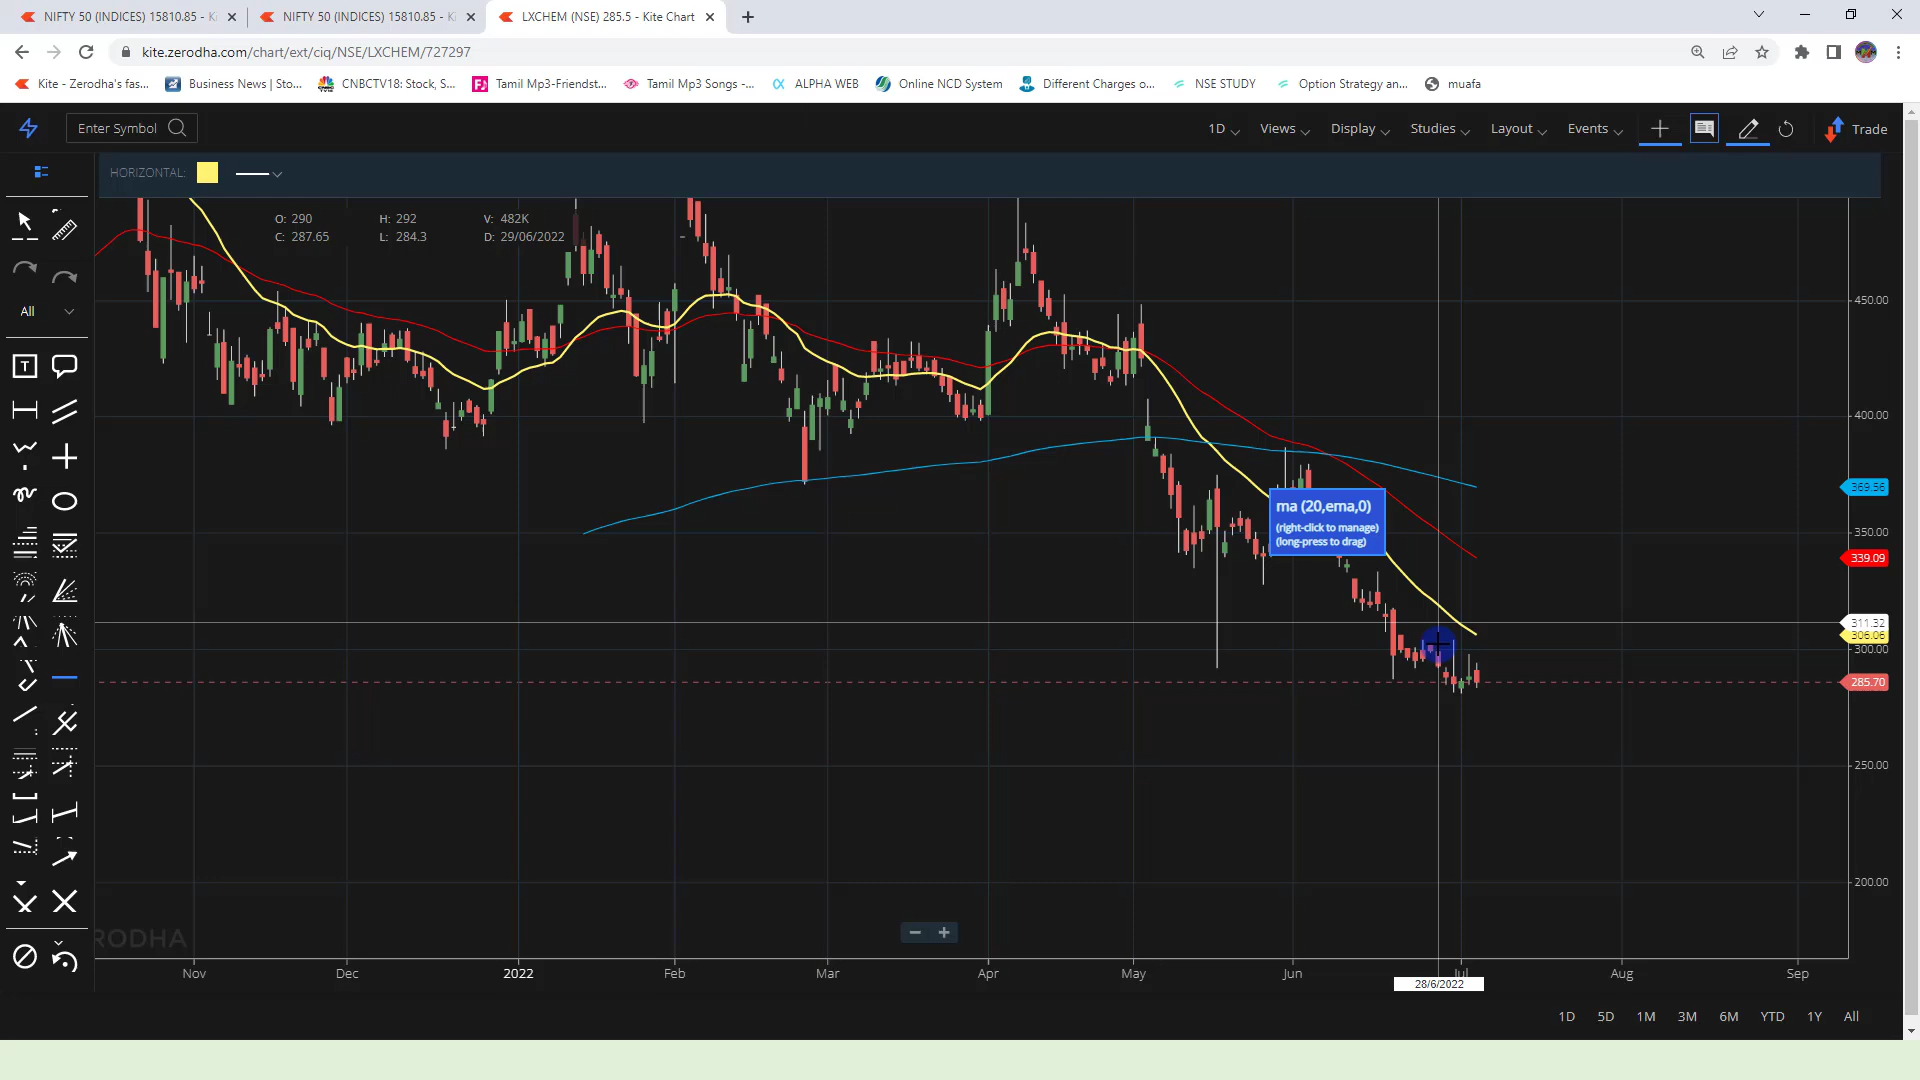 NIFTY 50 (INDICES) 15810.85 - Ki
NIFTY 50 (INDICES) 15810.85 - Ki
LXCHEM (NSE) 285.5 - Kite Chart
kite.zerodha.com/chart/ext/ciq/NSE/LXCHEM/727297
Kite - Zerodha's fas...
Business News | Sto...
CNBCTV18: Stock, S...
Tamil Mp3-Friendst...
Tamil Mp3 Songs -...
ALPHA WEB
Online NCD System
Different Charges o...
NSE STUDY
Option Strategy an...
muafa
Enter Symbol
1D
Views
Display
Studies
Layout
Events
Trade
HORIZONTAL:
O: 290
H: 292
V: 482K
C: 287.65
L: 284.3
D: 29/06/2022
All
T
450.00
400.00
369.56
350.00
339.09
311.32
306.06
300.00
285.70
250.00
200.00
ma (20,ema,0)
(right-click to manage)
(long-press to drag)
RODHA
Nov
Dec
2022
Feb
Mar
Apr
May
Jun
Jul
Aug
Sep
28/6/2022
1D
5D
1M
3M
6M
YTD
1Y
All